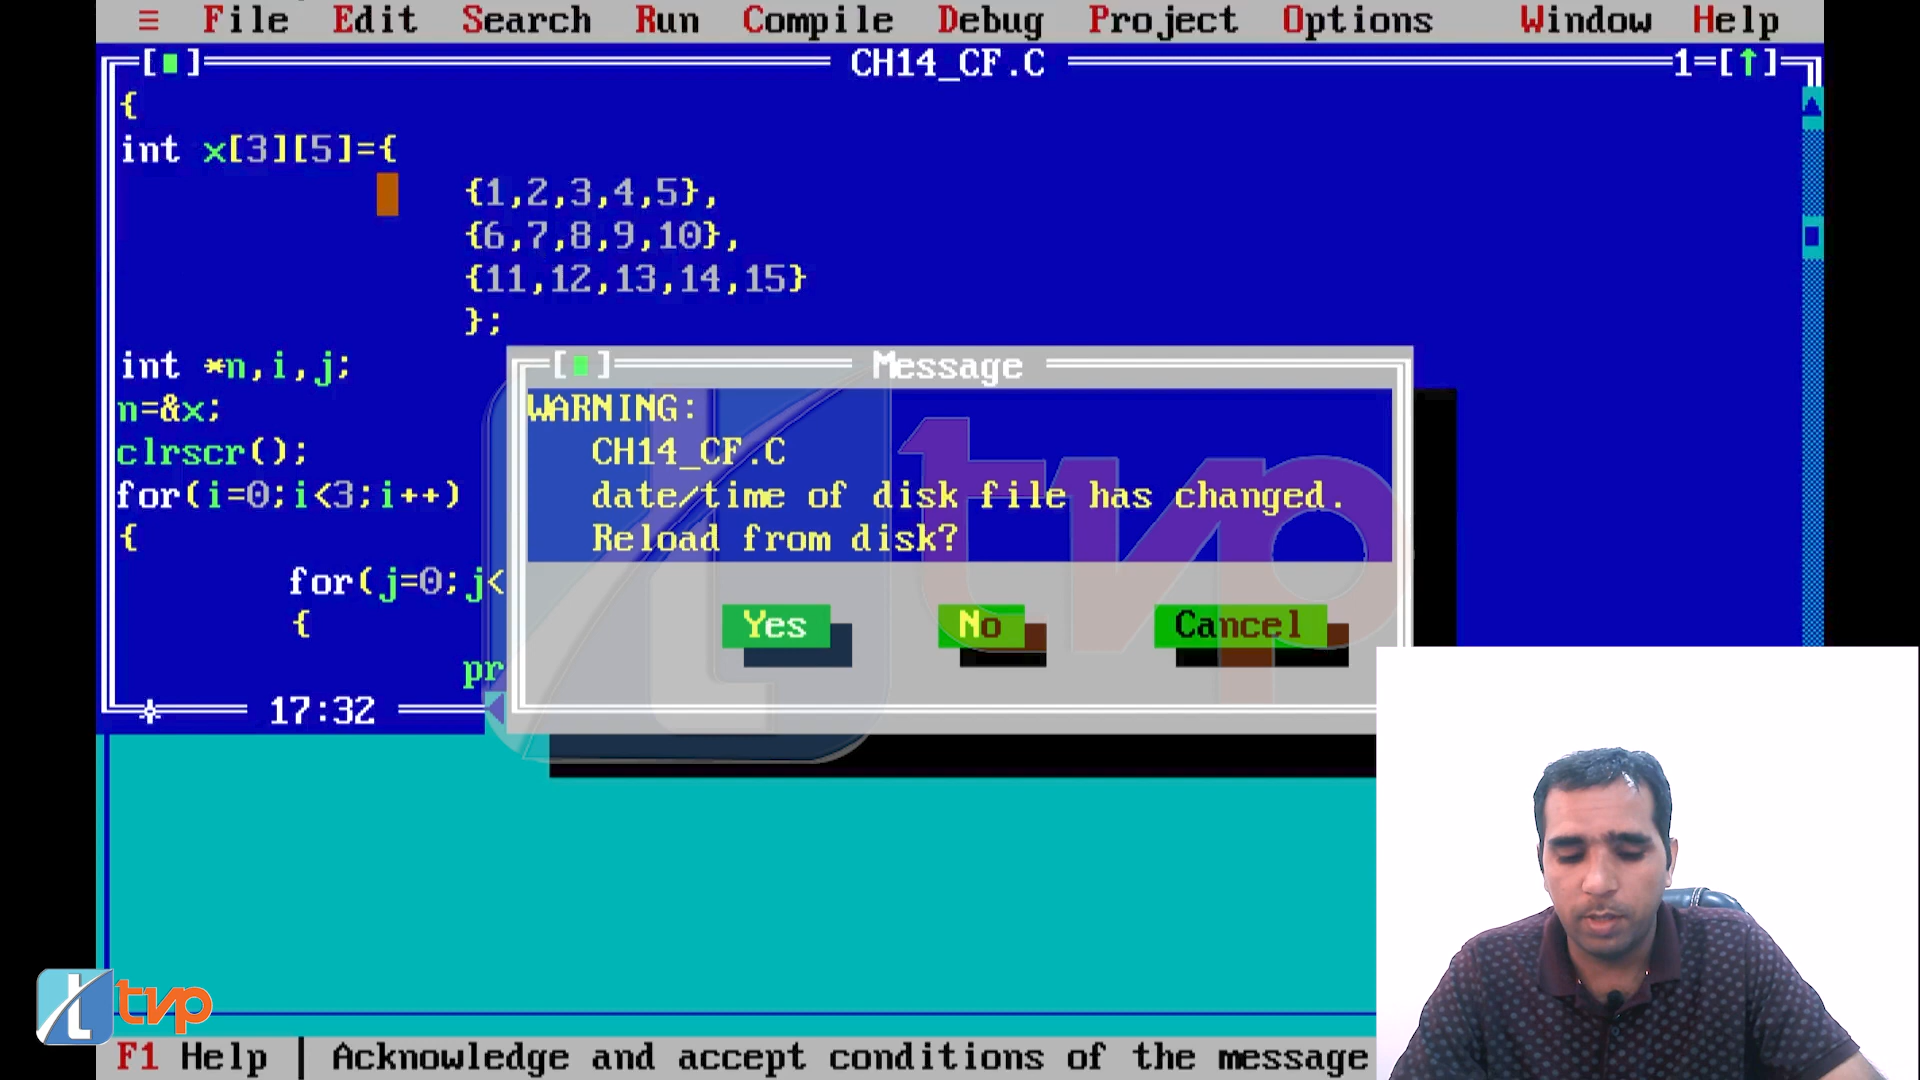 ≡ File Edit Search Run Compile Debug Project Options Window Help
[■] CH14_CF.C 1=[↑]
{
int x[3][5]={
{1,2,3,4,5},
{6,7,8,9,10},
{11,12,13,14,15}
};
int *n,i,j;
n=&x;
clrscr();
for(i=0;i<3;i++)
{
for(j=0;j<
{
pr
17:32
[■] Message
WARNING:
CH14_CF.C
date/time of disk file has changed.
Reload from disk?
Yes No Cancel
tvp
t tvp
F1 Help | Acknowledge and accept conditions of the message